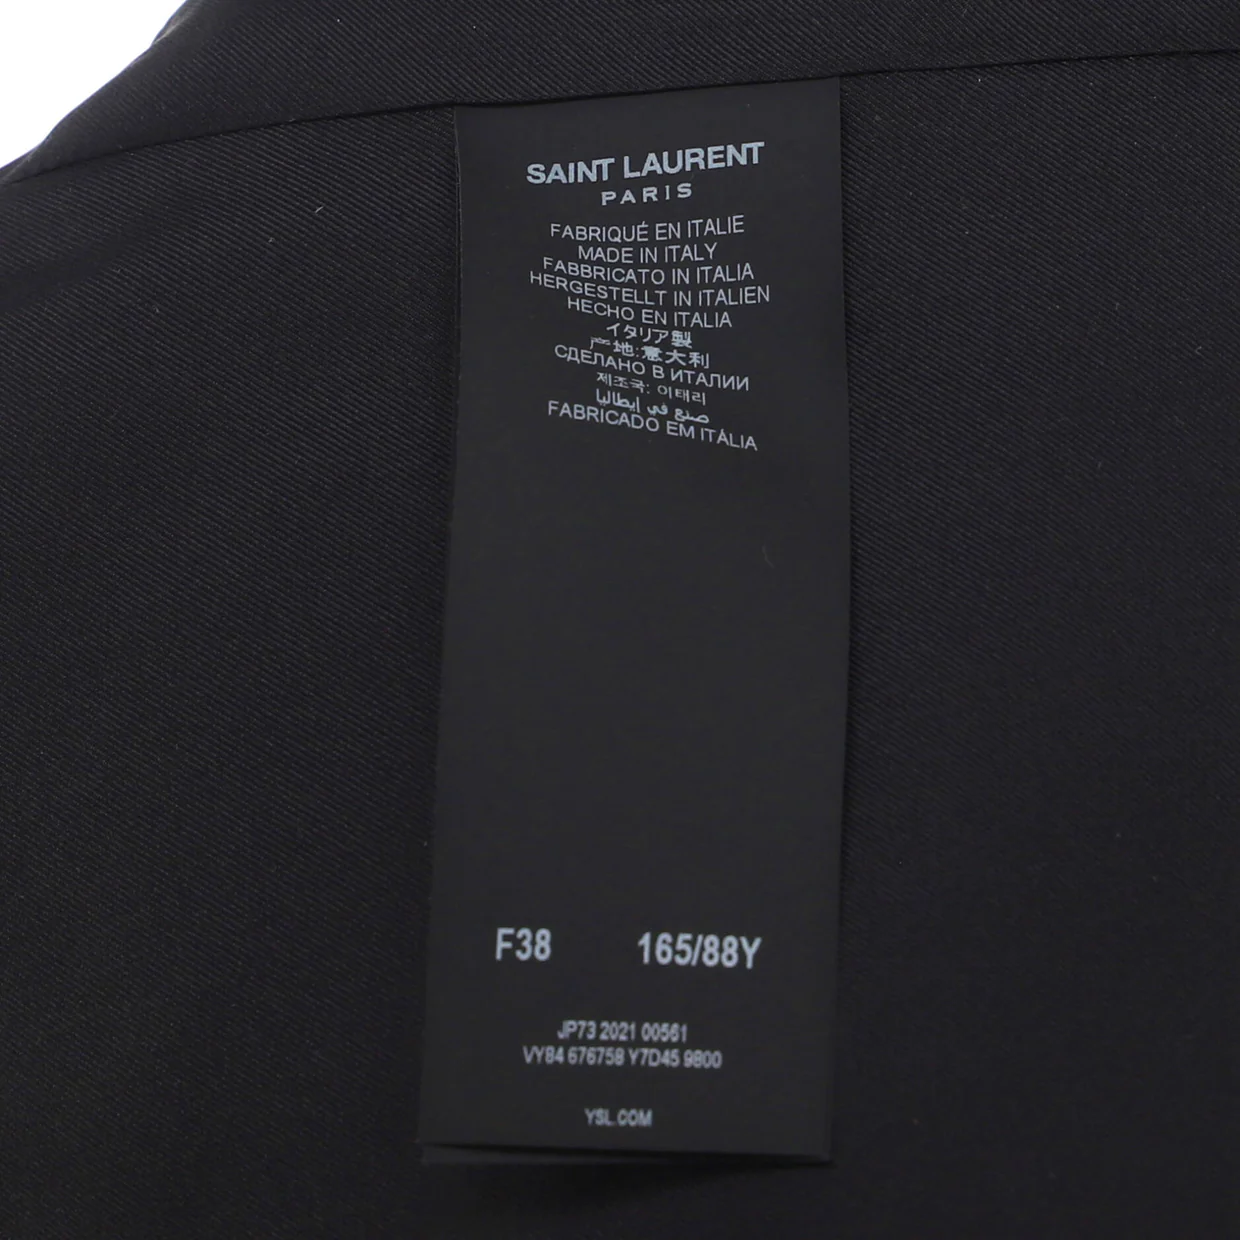 SAINT LAURENT
PARIS
FABRIQUÉ EN ITALIE
MADE IN ITALY
FABBRICATO IN ITALIA
HERGESTELLT IN ITALIEN
HECHO EN ITALIA
イタリア製
产地:意大利
СДЕЛАНО В ИТАЛИИ
제조국: 이태리
صنع في إيطاليا
FABRICADO EM ITÁLIA
F38 165/88Y
JP73 2021 00561
VY84 676758 Y7D45 9800
YSL.COM